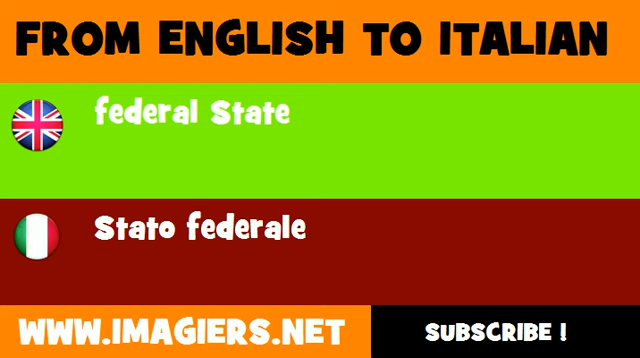 FROM ENGLISH TO ITALIAN
federal State
Stato federale
WWW.IMAGIERS.NET
SUBSCRIBE !